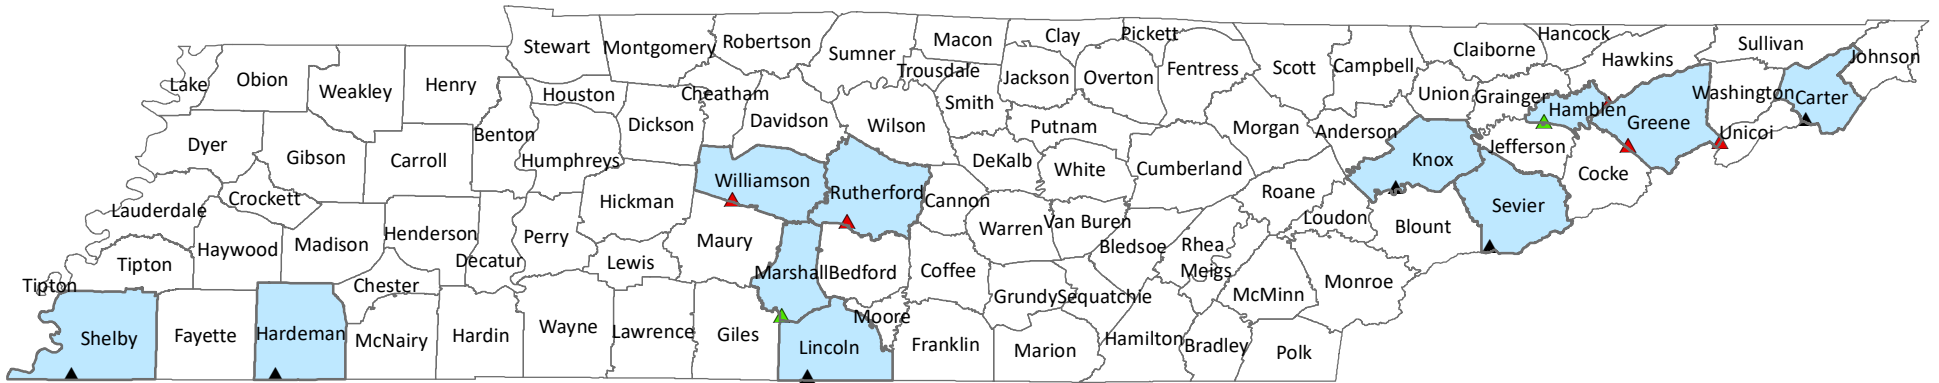 Stewart
Montgomery
Robertson
Sumner
Macon
Clay
Pickett
Hancock
Claiborne
Hawkins
Sullivan
Johnson
Lake
Obion
Weakley
Henry
Houston
Cheatham
Trousdale
Jackson
Overton
Fentress
Scott
Campbell
Union
Grainger
Hamblen
Washington
Carter
Dyer
Gibson
Carroll
Benton
Humphreys
Dickson
Davidson
Wilson
Smith
Putnam
Morgan
Anderson
Knox
Jefferson
Greene
Unicoi
Lauderdale
Crockett
Hickman
Williamson
Rutherford
Cannon
DeKalb
White
Cumberland
Roane
Loudon
Blount
Sevier
Cocke
Tipton
Haywood
Madison
Henderson
Decatur
Perry
Lewis
Maury
Marshall
Bedford
Coffee
Warren
Van Buren
Bledsoe
Rhea
Meigs
McMinn
Monroe
Tipton
Shelby
Fayette
Hardeman
Chester
McNairy
Hardin
Wayne
Lawrence
Giles
Lincoln
Moore
Franklin
Grundy
Sequatchie
Marion
Hamilton
Bradley
Polk